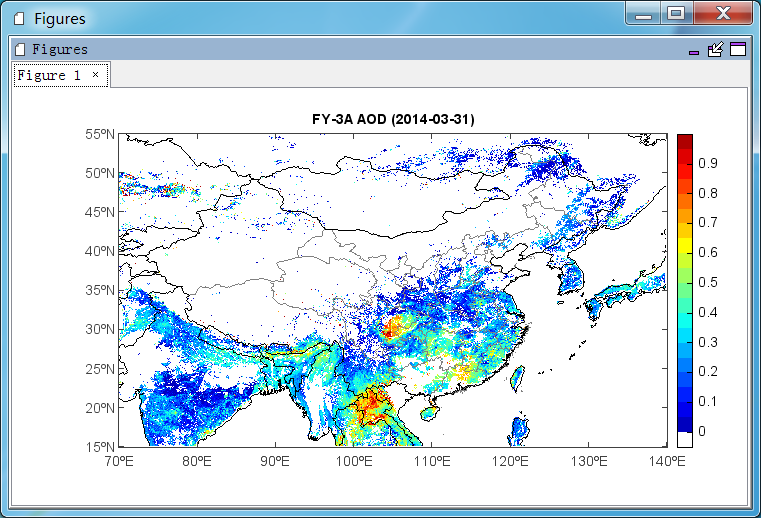 Figures
Figures
Figure 1 ×
FY-3A AOD (2014-03-31)
55ºN
50ºN
45ºN
40ºN
35ºN
30ºN
25ºN
20ºN
15ºN
70ºE 80ºE 90ºE 100ºE 110ºE 120ºE 130ºE 140ºE
0.9
0.8
0.7
0.6
0.5
0.4
0.3
0.2
0.1
0